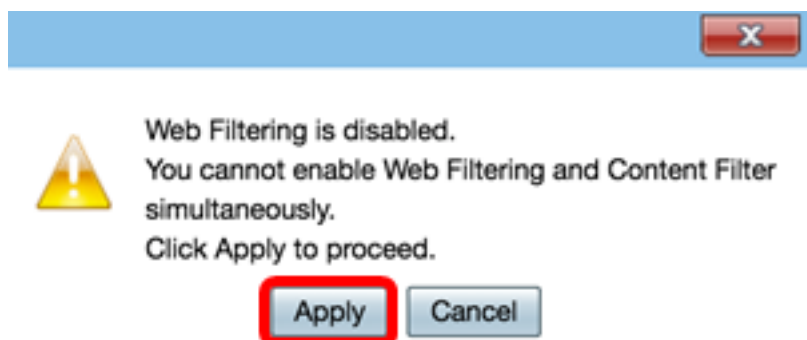 Web Filtering is disabled.
You cannot enable Web Filtering and Content Filter
simultaneously.
Click Apply to proceed.
Apply Cancel